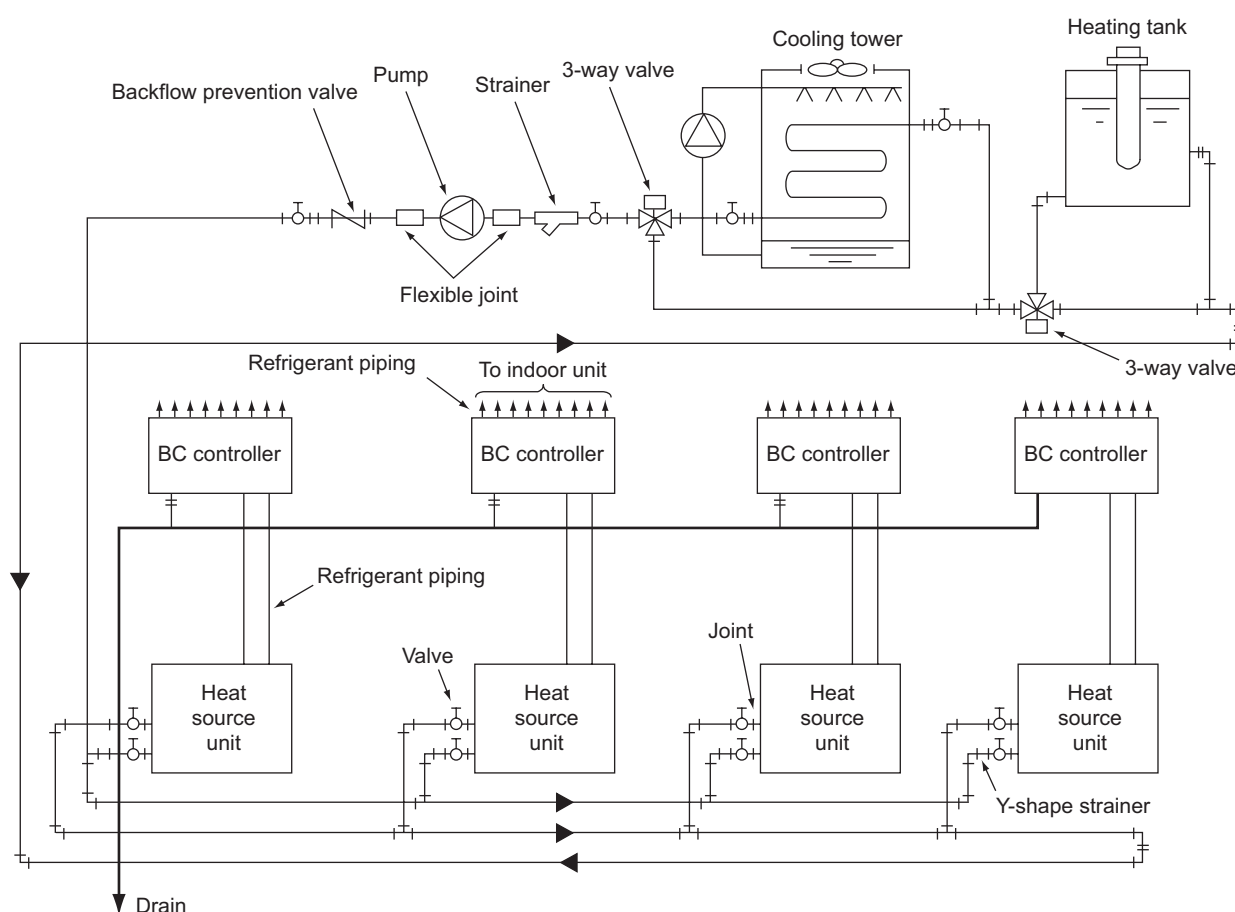 Heating tank
Cooling tower
3-way valve
Pump
Strainer
Backflow prevention valve
Flexible joint
3-way valve
Refrigerant piping
To indoor unit
BC controller
BC controller
BC controller
BC controller
Refrigerant piping
Joint
Valve
Heat
source
unit
Heat
source
unit
Heat
source
unit
Heat
source
unit
Y-shape strainer
Drain